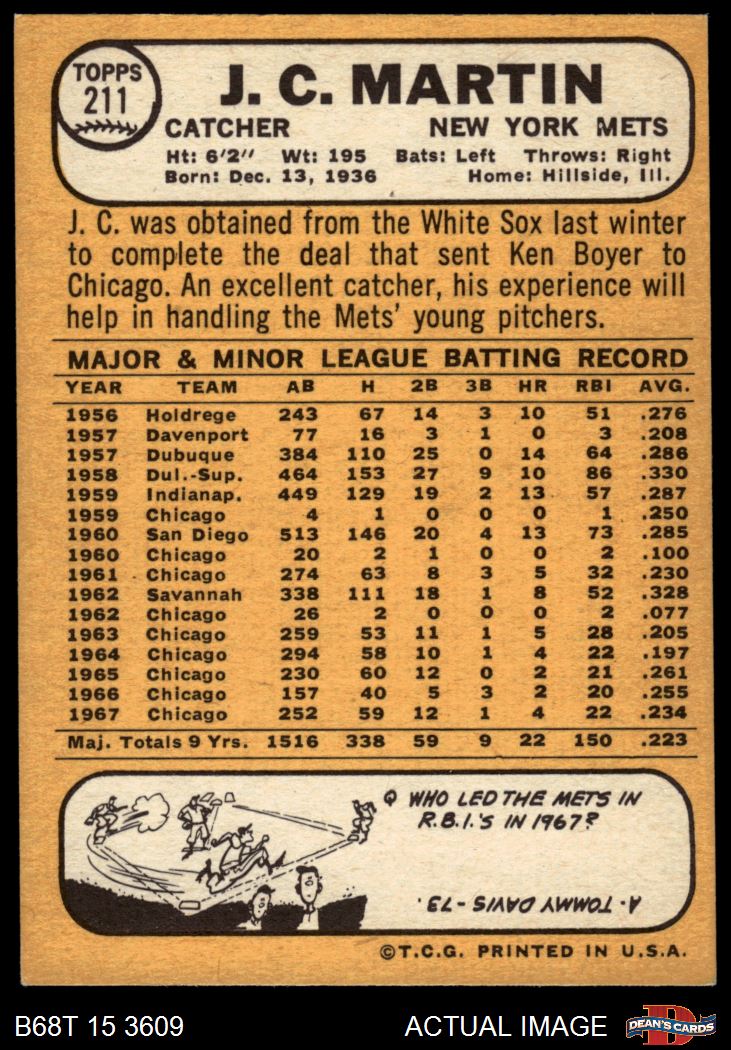 TOPPS
211
J. C. MARTIN
CATCHER NEW YORK METS
Ht: 6'2" Wt: 195 Bats: Left Throws: Right
Born: Dec. 13, 1936 Home: Hillside, Ill.
J. C. was obtained from the White Sox last winter
to complete the deal that sent Ken Boyer to
Chicago. An excellent catcher, his experience will
help in handling the Mets' young pitchers.
MAJOR & MINOR LEAGUE BATTING RECORD
YEAR TEAM AB H 2B 3B HR RBI AVG.
1956 Holdrege 243 67 14 3 10 51 .276
1957 Davenport 77 16 3 1 0 3 .208
1957 Dubuque 384 110 25 0 14 64 .286
1958 Dul.-Sup. 464 153 27 9 10 86 .330
1959 Indianap. 449 129 19 2 13 57 .287
1959 Chicago 4 1 0 0 0 1 .250
1960 San Diego 513 146 20 4 13 73 .285
1960 Chicago 20 2 1 0 0 2 .100
1961 Chicago 274 63 8 3 5 32 .230
1962 Savannah 338 111 18 1 8 52 .328
1962 Chicago 26 2 0 0 0 2 .077
1963 Chicago 259 53 11 1 5 28 .205
1964 Chicago 294 58 10 1 4 22 .197
1965 Chicago 230 60 12 0 2 21 .261
1966 Chicago 157 40 5 3 2 20 .255
1967 Chicago 252 59 12 1 4 22 .234
Maj. Totals 9 Yrs. 1516 338 59 9 22 150 .223
Q WHO LED THE METS IN
R.B.I.'S IN 1967?
A- TOMMY DAVIS - 73.
©T.C.G. PRINTED IN U.S.A.
B68T 15 3609 ACTUAL IMAGE
D
DEAN'S CARDS